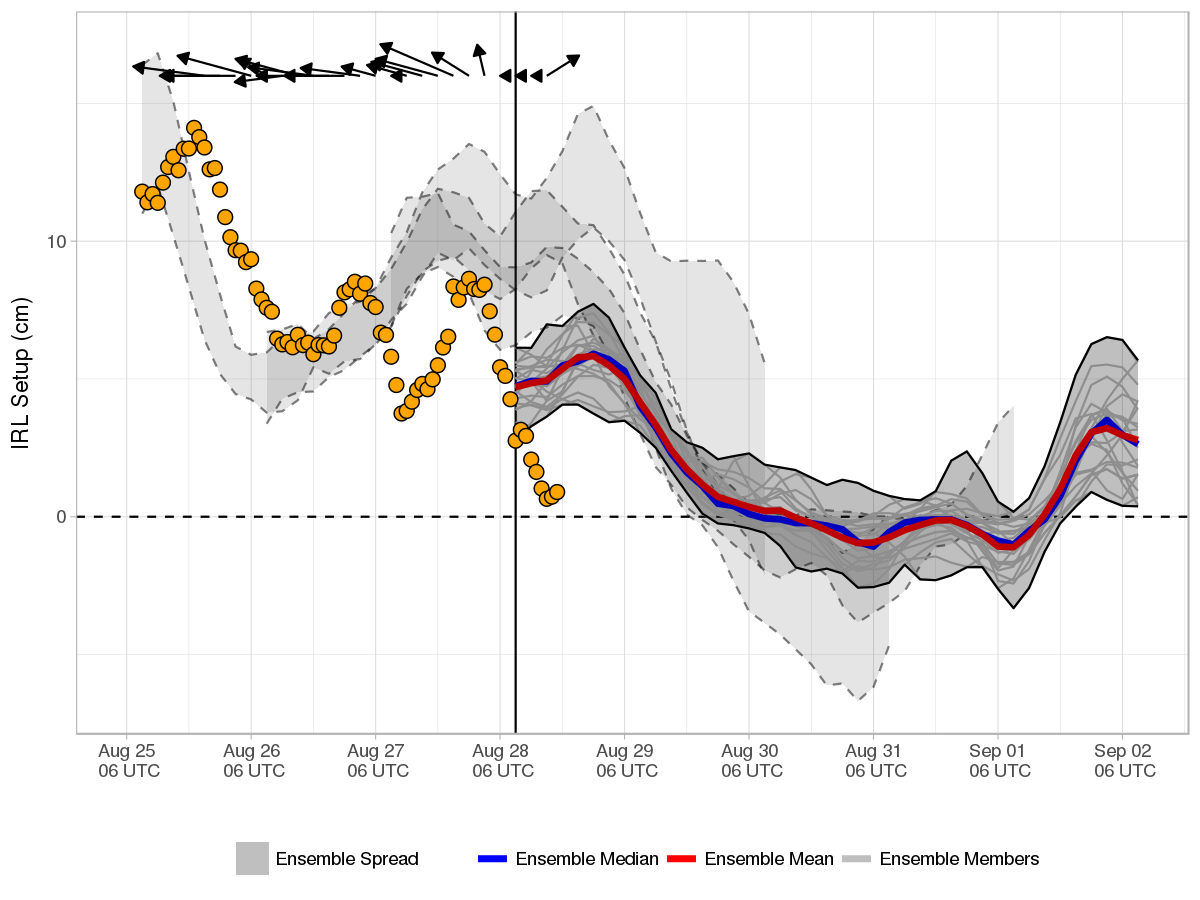 IRL Setup (cm)
10
0
Aug 25
06 UTC
Aug 26
06 UTC
Aug 27
06 UTC
Aug 28
06 UTC
Aug 29
06 UTC
Aug 30
06 UTC
Aug 31
06 UTC
Sep 01
06 UTC
Sep 02
06 UTC
Ensemble Spread
Ensemble Median
Ensemble Mean
Ensemble Members